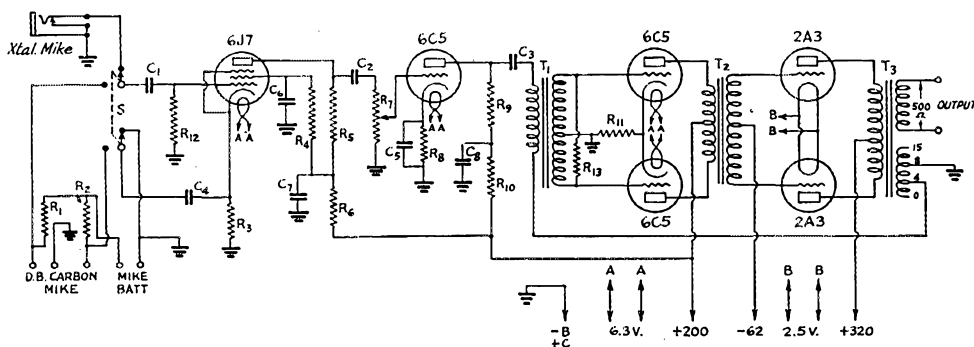 6J7
6C5
6C5
2A3
Xtal. Mike
C1
C2
C3
T1
T2
T3
S
C6
R7
R9
500 Ω OUTPUT
R12
R4
R5
A A
A A
R11
A A
B
B
15
8
4
0
C5
R8
C8
R13
C4
C7
R6
R10
R1
R2
R3
6C5
2A3
D.B. CARBON MIKE
MIKE BATT
A A
B B
-B
+C
6.3 V.
+200
-62
2.5 V.
+320